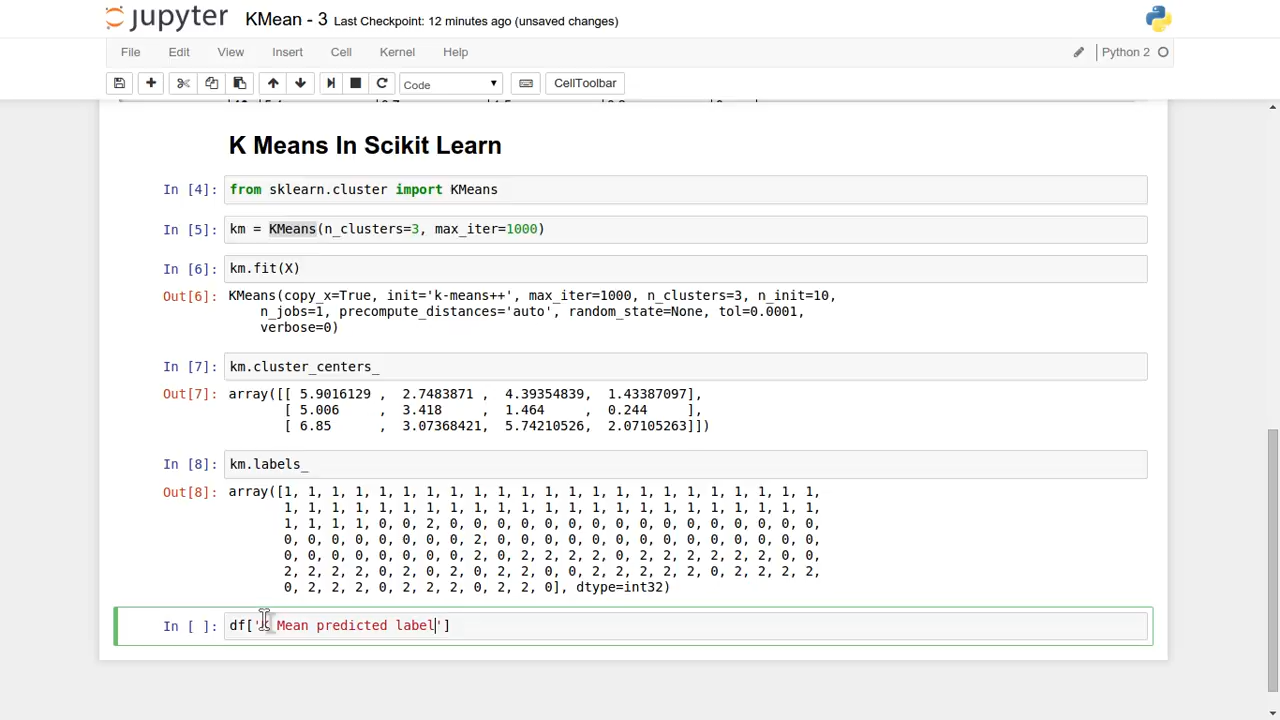 jupyter KMean - 3 Last Checkpoint: 12 minutes ago (unsaved changes)
File Edit View Insert Cell Kernel Help Python 2
Code CellToolbar
K Means In Scikit Learn
In [4]: from sklearn.cluster import KMeans
In [5]: km = KMeans(n_clusters=3, max_iter=1000)
In [6]: km.fit(X)
Out[6]: KMeans(copy_x=True, init='k-means++', max_iter=1000, n_clusters=3, n_init=10,
n_jobs=1, precompute_distances='auto', random_state=None, tol=0.0001,
verbose=0)
In [7]: km.cluster_centers_
Out[7]: array([[ 5.9016129 , 2.7483871 , 4.39354839, 1.43387097],
[ 5.006 , 3.418 , 1.464 , 0.244 ],
[ 6.85 , 3.07368421, 5.74210526, 2.07105263]])
In [8]: km.labels_
Out[8]: array([1, 1, 1, 1, 1, 1, 1, 1, 1, 1, 1, 1, 1, 1, 1, 1, 1, 1, 1, 1, 1, 1, 1,
1, 1, 1, 1, 1, 1, 1, 1, 1, 1, 1, 1, 1, 1, 1, 1, 1, 1, 1, 1, 1, 1, 1,
1, 1, 1, 1, 0, 0, 2, 0, 0, 0, 0, 0, 0, 0, 0, 0, 0, 0, 0, 0, 0, 0, 0,
0, 0, 0, 0, 0, 0, 0, 0, 2, 0, 0, 0, 0, 0, 0, 0, 0, 0, 0, 0, 0, 0, 0,
0, 0, 0, 0, 0, 0, 0, 0, 2, 0, 2, 2, 2, 2, 0, 2, 2, 2, 2, 2, 2, 0, 0,
2, 2, 2, 2, 0, 2, 0, 2, 0, 2, 2, 0, 0, 2, 2, 2, 2, 2, 0, 2, 2, 2, 2,
0, 2, 2, 2, 0, 2, 2, 2, 0, 2, 2, 0], dtype=int32)
In [ ]: df[' Mean predicted label']